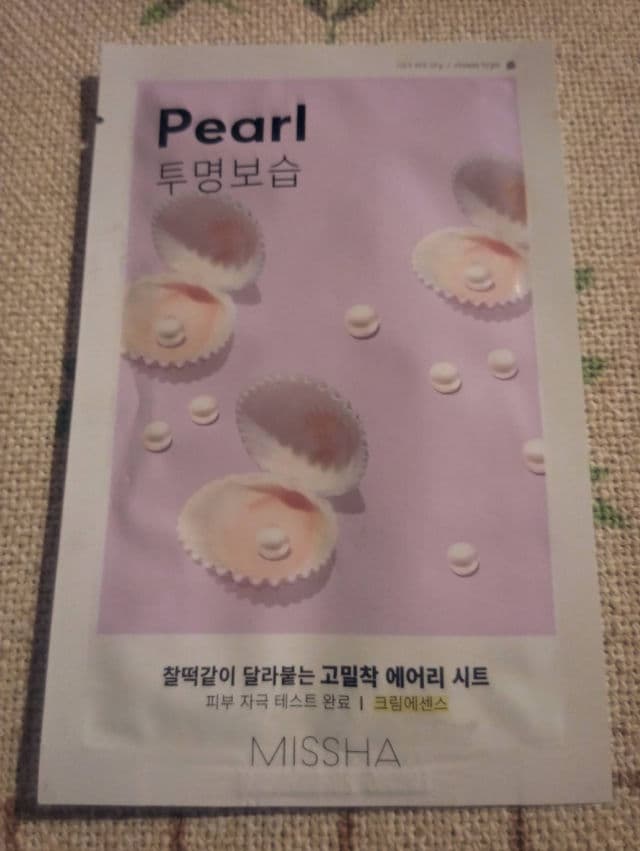 Pearl
투명보습
찰떡같이 달라붙는 고밀착 에어리 시트
피부 자극 테스트 완료 | 크림에센스
MISSHA